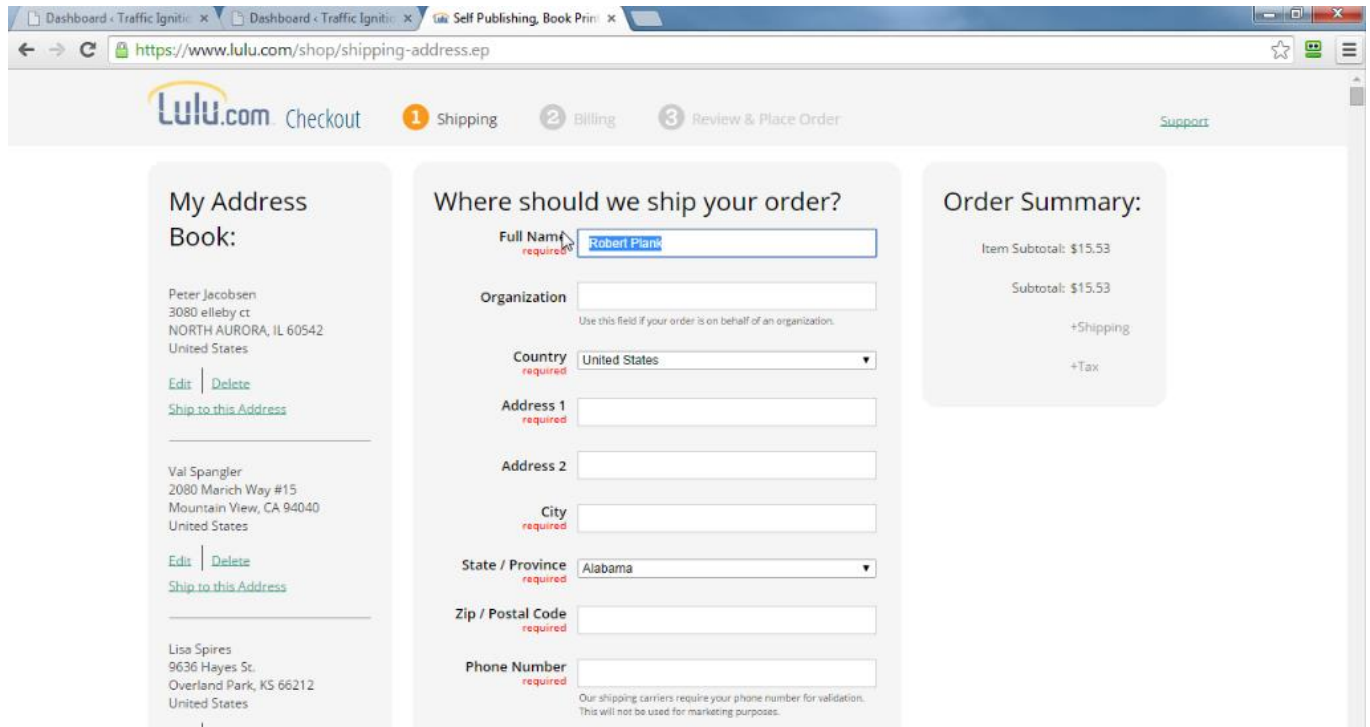 Dashboard ‹ Traffic Ignitic
Dashboard ‹ Traffic Ignitic
Self Publishing, Book Prin
https://www.lulu.com/shop/shipping-address.ep
Lulu.com Checkout
1 Shipping
2 Billing
3 Review & Place Order
Support
My Address
Book:
Peter Jacobsen
3080 elleby ct
NORTH AURORA, IL 60542
United States
Edit | Delete
Ship to this Address
Val Spangler
2080 Marich Way #15
Mountain View, CA 94040
United States
Edit | Delete
Ship to this Address
Lisa Spires
9636 Hayes St.
Overland Park, KS 66212
United States
Where should we ship your order?
Full Name
required
Robert Plank
Organization
Use this field if your order is on behalf of an organization.
Country
required
United States
Address 1
required
Address 2
City
required
State / Province
required
Alabama
Zip / Postal Code
required
Phone Number
required
Our shipping carriers require your phone number for validation.
This will not be used for marketing purposes.
Order Summary:
Item Subtotal: $15.53
Subtotal: $15.53
+Shipping
+Tax